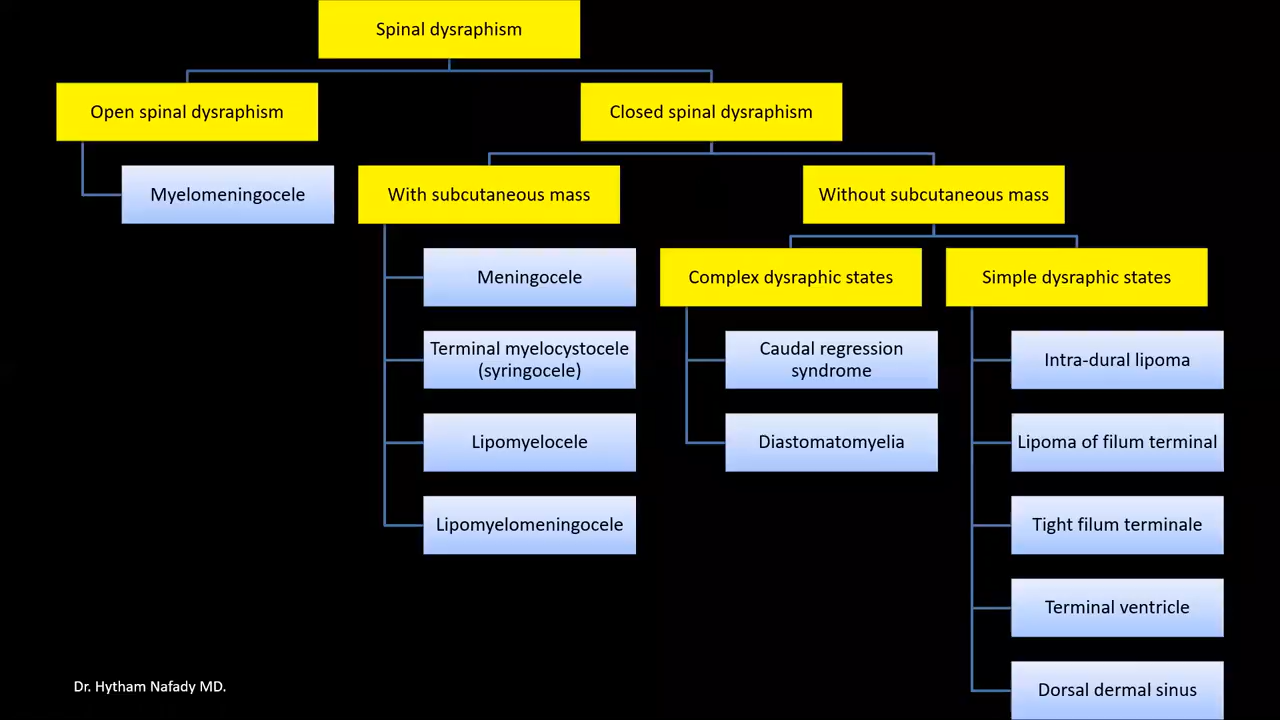 Spinal dysraphism
Open spinal dysraphism
Closed spinal dysraphism
Myelomeningocele
With subcutaneous mass
Without subcutaneous mass
Meningocele
Complex dysraphic states
Simple dysraphic states
Terminal myelocystocele
(syringocele)
Caudal regression
syndrome
Intra-dural lipoma
Lipomyelocele
Diastomatomyelia
Lipoma of filum terminal
Lipomyelomeningocele
Tight filum terminale
Terminal ventricle
Dorsal dermal sinus
Dr. Hytham Nafady MD.